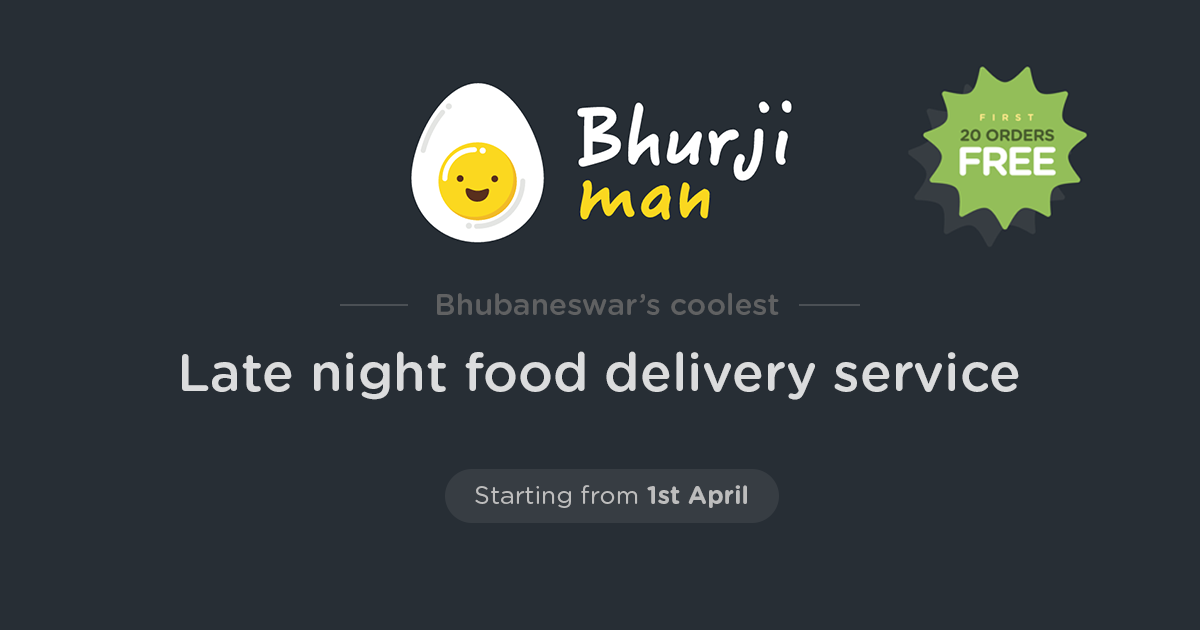 Bhurji
man
FIRST
20 ORDERS
FREE
Bhubaneswar’s coolest
Late night food delivery service
Starting from 1st April